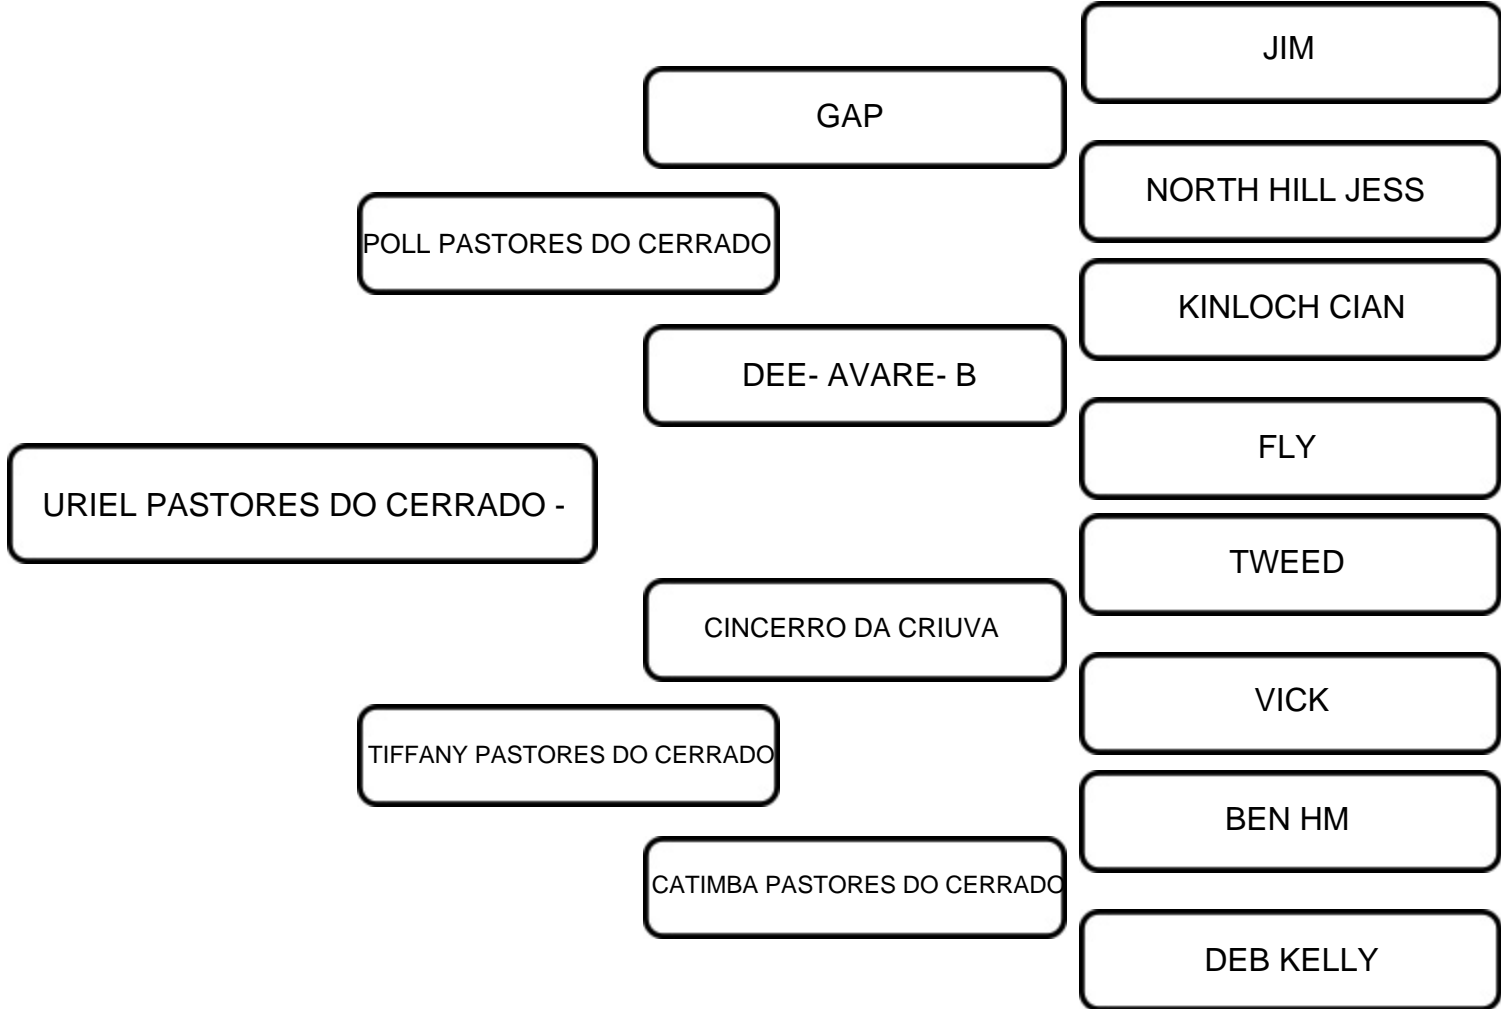 JIM
GAP
NORTH HILL JESS
POLL PASTORES DO CERRADO
KINLOCH CIAN
DEE- AVARE- B
FLY
URIEL PASTORES DO CERRADO -
TWEED
CINCERRO DA CRIUVA
VICK
TIFFANY PASTORES DO CERRADO
BEN HM
CATIMBA PASTORES DO CERRADO
DEB KELLY